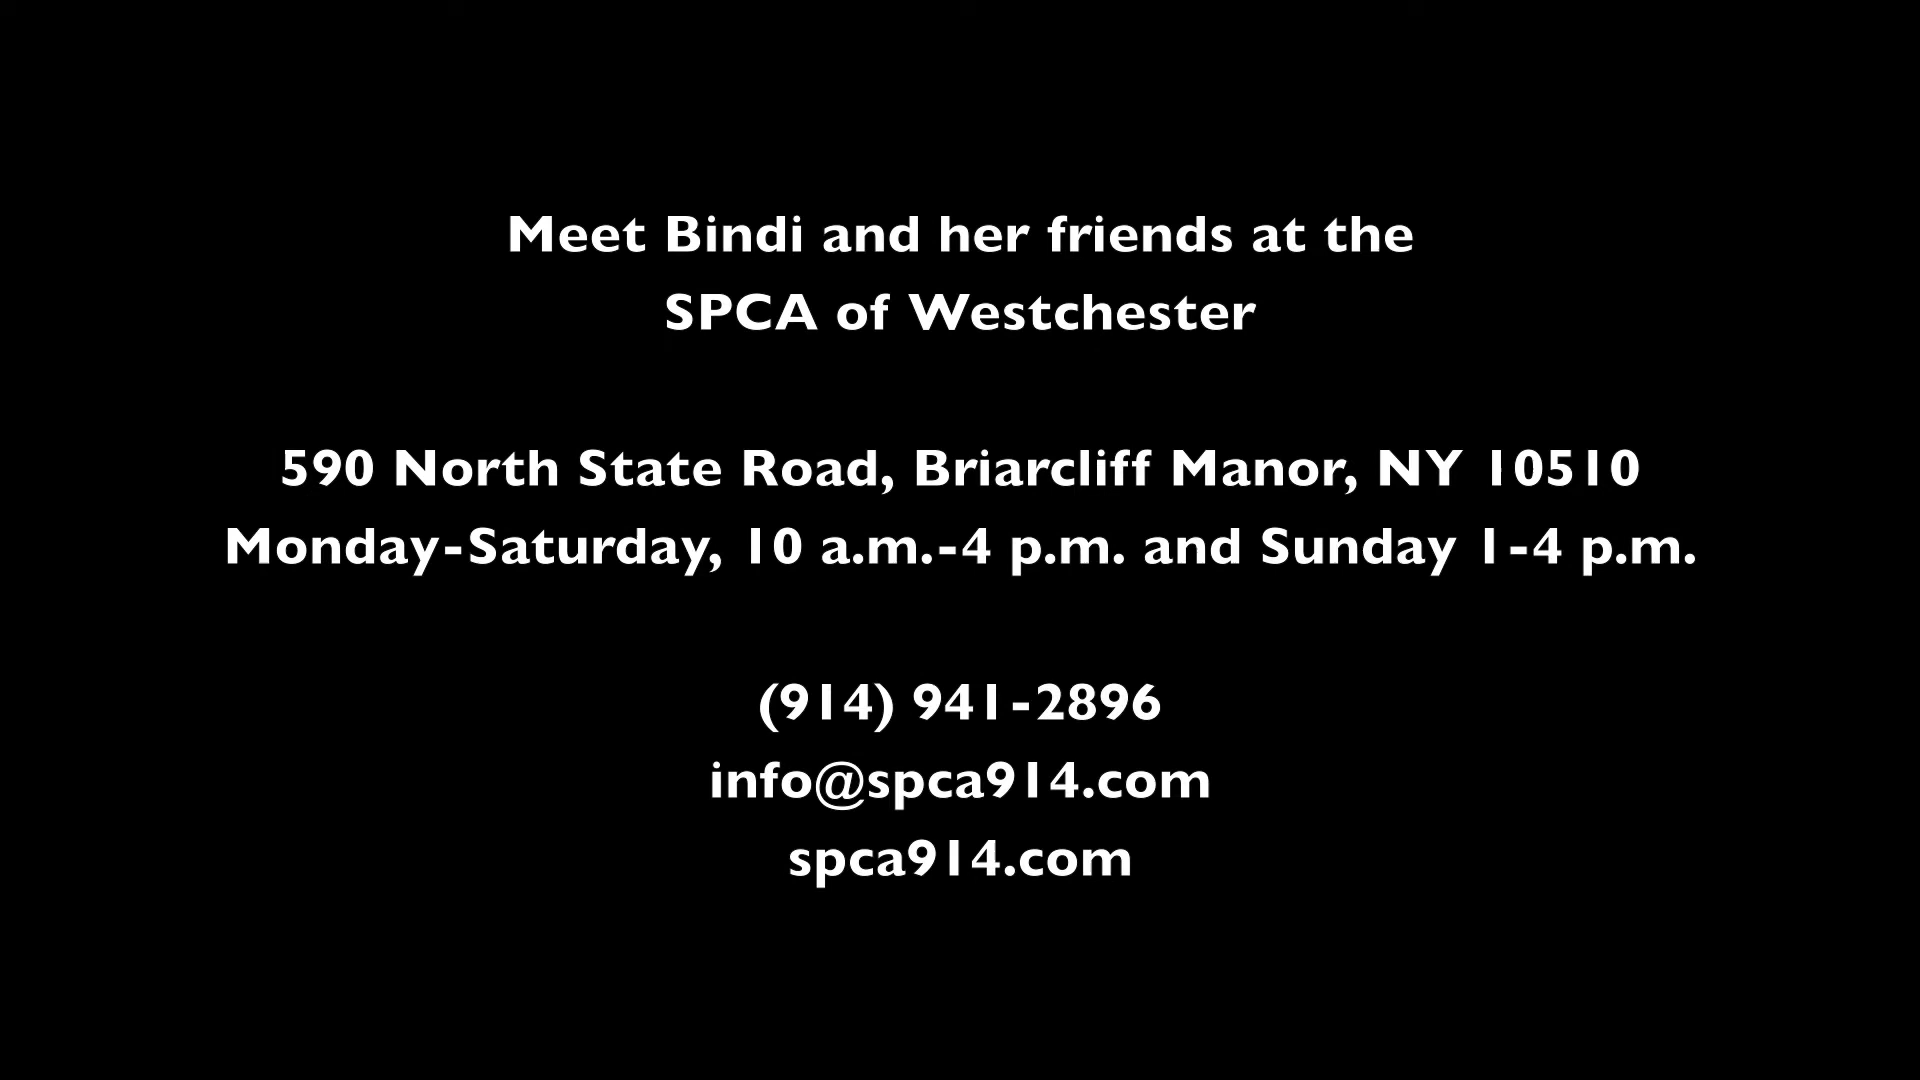 Meet Bindi and her friends at the
SPCA of Westchester
590 North State Road, Briarcliff Manor, NY 10510
Monday-Saturday, 10 a.m.-4 p.m. and Sunday 1-4 p.m.
(914) 941-2896
info@spca914.com
spca914.com